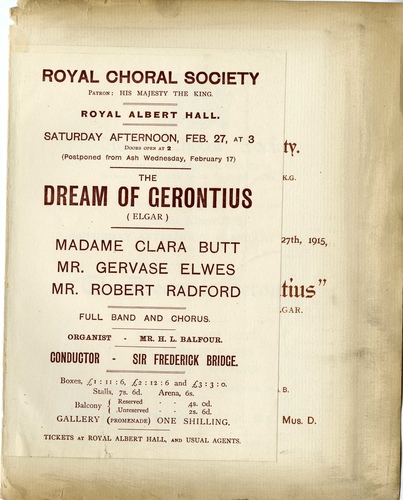 ROYAL CHORAL SOCIETY
PATRON: HIS MAJESTY THE KING.
ROYAL ALBERT HALL.
SATURDAY AFTERNOON, FEB. 27, AT 3
DOORS OPEN AT 2
(Postponed from Ash Wednesday, February 17)
THE
DREAM OF GERONTIUS
(ELGAR)
MADAME CLARA BUTT
MR. GERVASE ELWES
MR. ROBERT RADFORD
FULL BAND AND CHORUS.
ORGANIST - MR. H. L. BALFOUR.
CONDUCTOR - SIR FREDERICK BRIDGE.
Boxes, £1:11:6, £2:12:6 and £3:3:0.
Stalls, 7s. 6d. Arena, 6s.
Balcony { Reserved - - 4s. 0d.
Unreserved - - 2s. 6d.
GALLERY (PROMENADE) ONE SHILLING.
TICKETS AT ROYAL ALBERT HALL, AND USUAL AGENTS.
ty.
K.G.
27th, 1915,
tius"
LGAR.
B.
Mus. D.